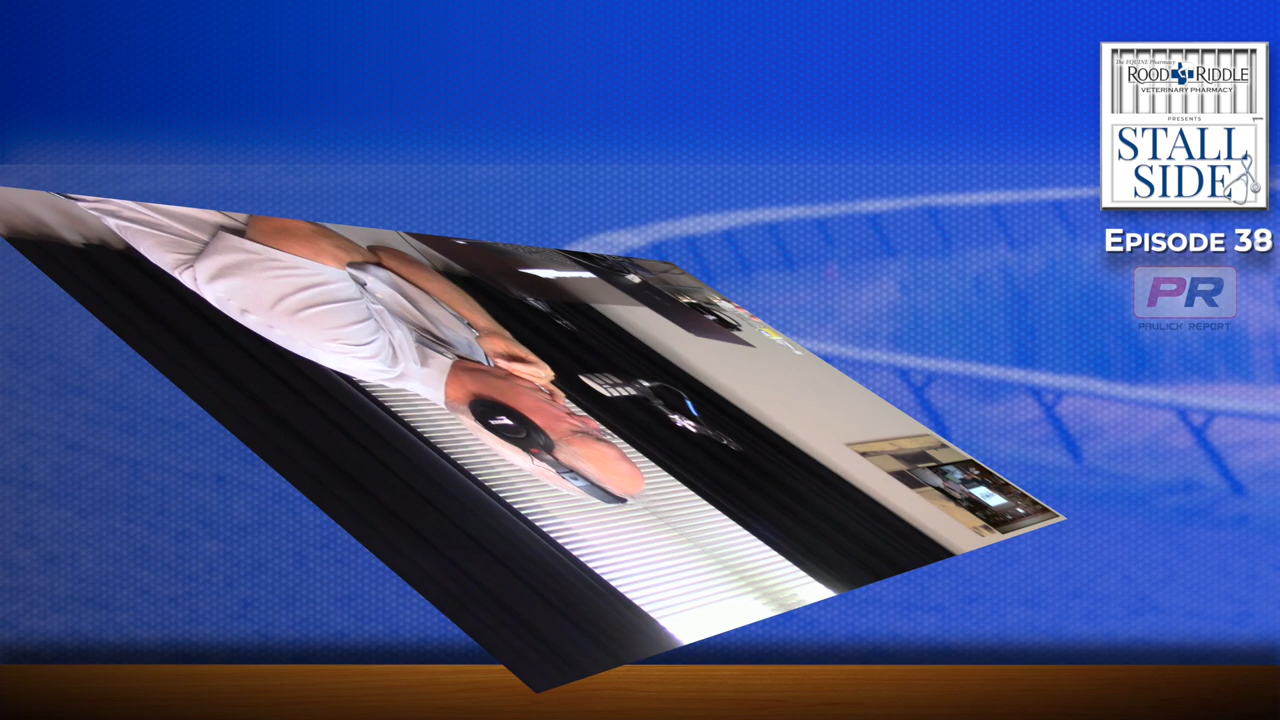 The EQUINE Pharmacy
ROOD RIDDLE
VETERINARY PHARMACY
PRESENTS
STALL
SIDE
EPISODE 38
PR
PAULICK REPORT